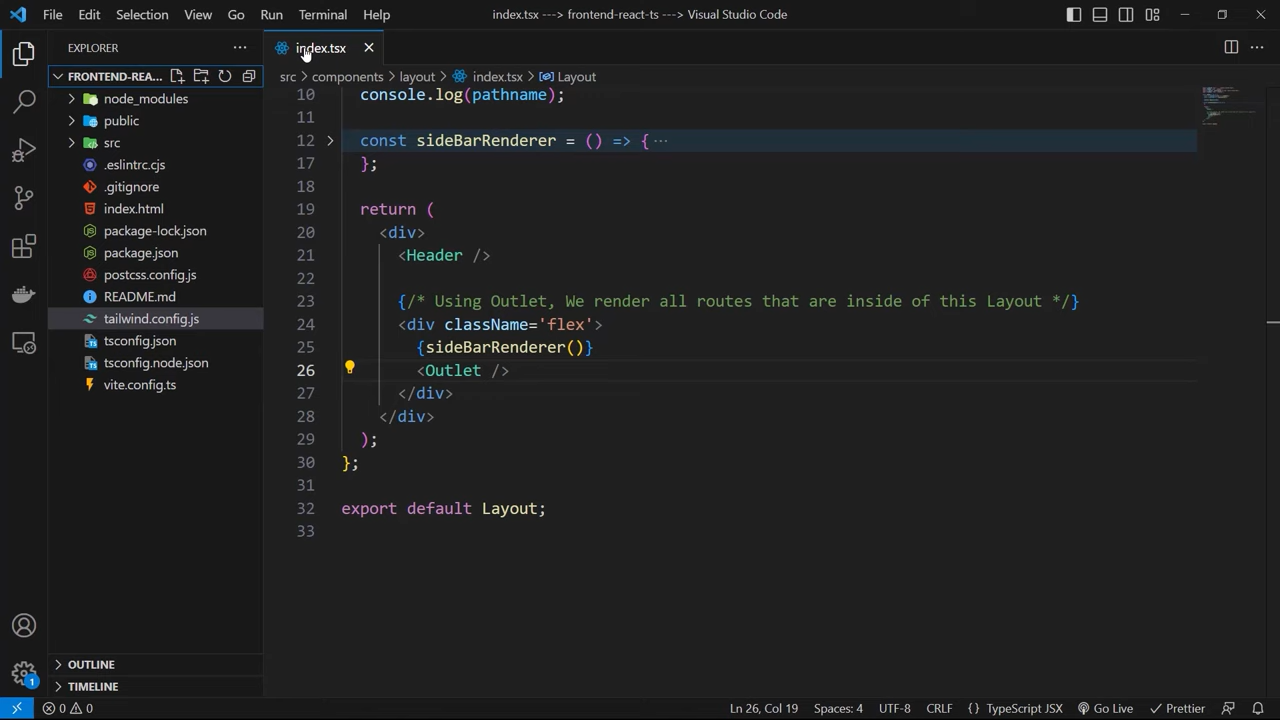 File Edit Selection View Go Run Terminal Help
index.tsx ---> frontend-react-ts ---> Visual Studio Code
EXPLORER
FRONTEND-REA...
node_modules
public
src
.eslintrc.cjs
.gitignore
index.html
package-lock.json
package.json
postcss.config.js
README.md
tailwind.config.js
tsconfig.json
tsconfig.node.json
vite.config.ts
OUTLINE
TIMELINE
index.tsx
src > components > layout > index.tsx > Layout
10 console.log(pathname);
11
12 const sideBarRenderer = () => { ...
17 };
18
19 return (
20 <div>
21 <Header />
22
23 {/* Using Outlet, We render all routes that are inside of this Layout */}
24 <div className='flex'>
25 {sideBarRenderer()}
26 <Outlet />
27 </div>
28 </div>
29 );
30 };
31
32 export default Layout;
33
1
0 0 Ln 26, Col 19 Spaces: 4 UTF-8 CRLF {} TypeScript JSX Go Live Prettier